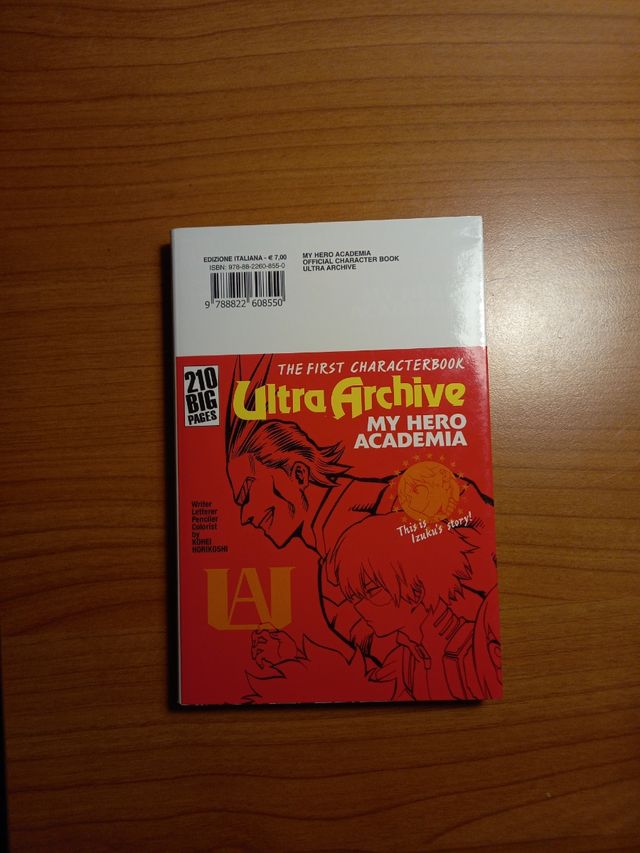 EDIZIONE ITALIANA - € 7,00
ISBN: 978-88-2260-855-0
9 788822 608550
MY HERO ACADEMIA
OFFICIAL CHARACTER BOOK
ULTRA ARCHIVE
210
BIG
PAGES
THE FIRST CHARACTERBOOK
Ultra Archive
MY HERO
ACADEMIA
This is
Izuku's story!
Writer
Letterer
Penciler
Colorist
by
KOHEI
HORIKOSHI
UA